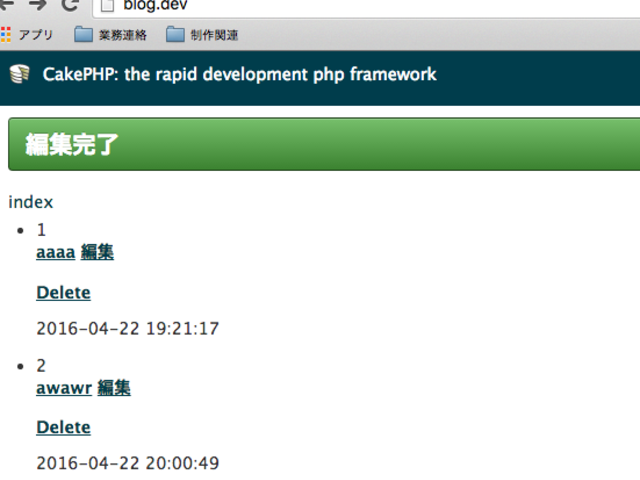 blog.dev
アプリ 業務連絡 制作関連
CakePHP: the rapid development php framework
編集完了
index
1
aaaa 編集
Delete
2016-04-22 19:21:17
2
awawr 編集
Delete
2016-04-22 20:00:49